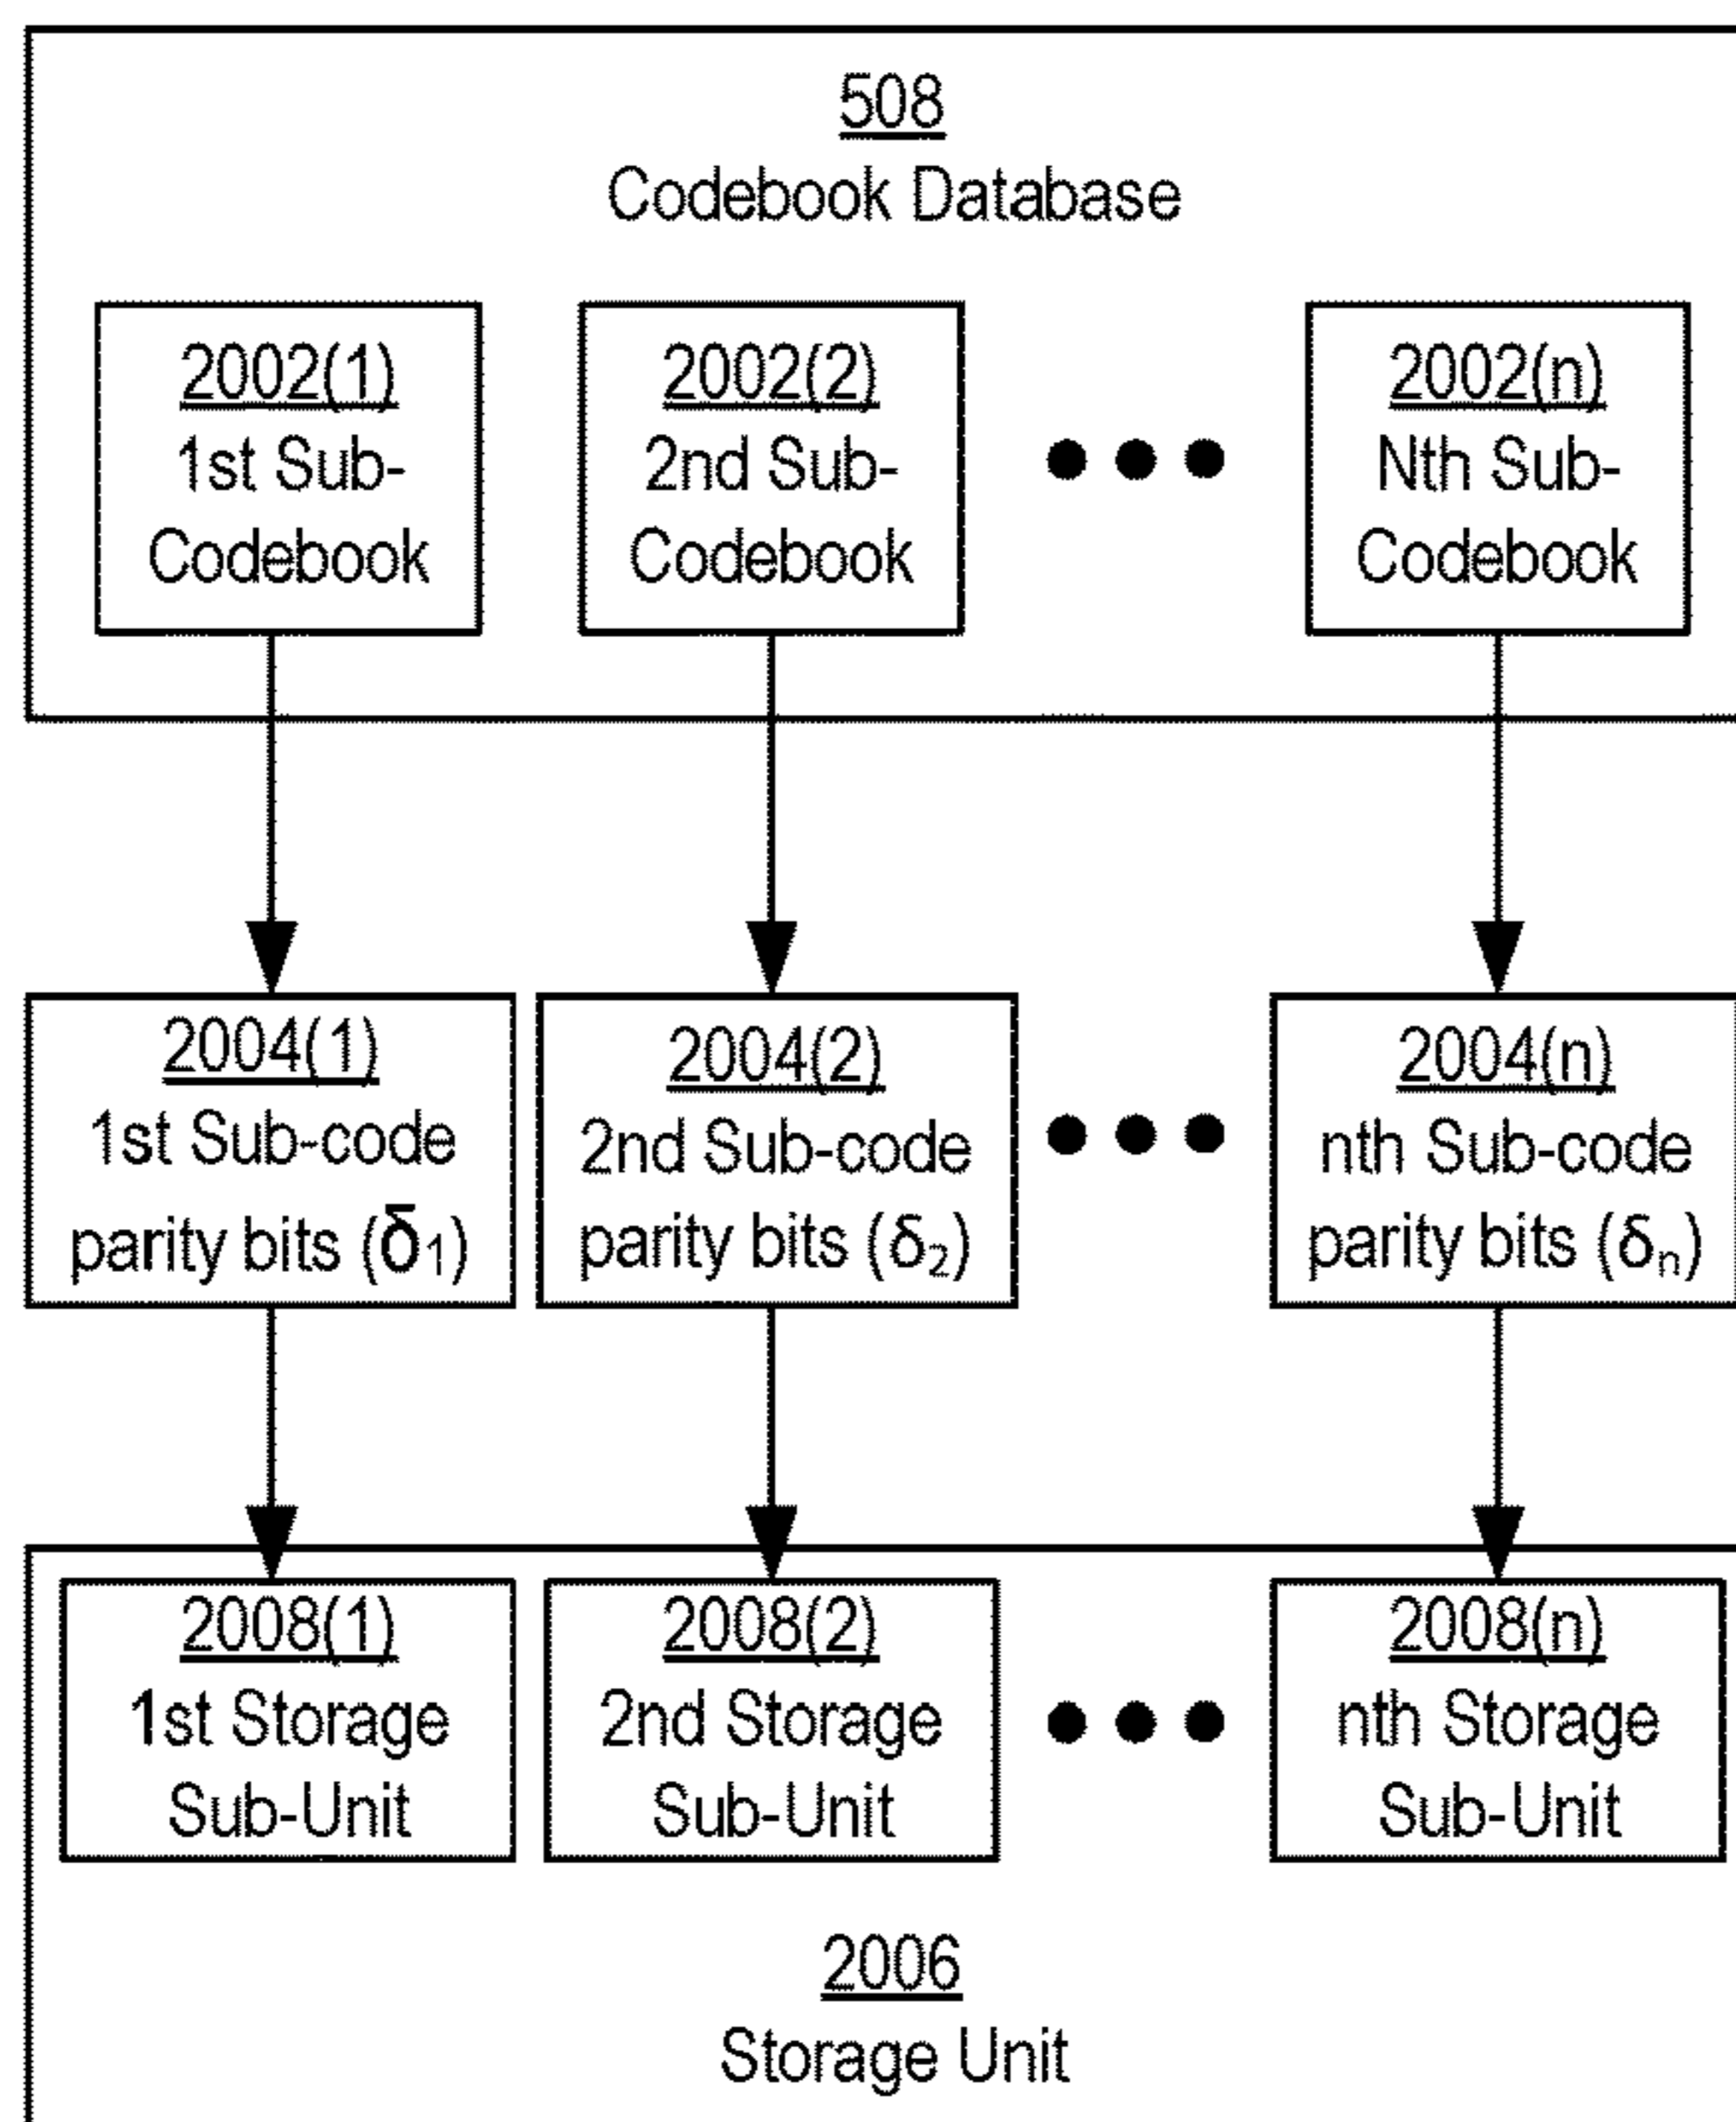 508
Codebook Database
2002(1)
1st Sub-
Codebook
2002(2)
2nd Sub-
Codebook
2002(n)
Nth Sub-
Codebook
2004(1)
1st Sub-code
parity bits (δ1)
2004(2)
2nd Sub-code
parity bits (δ2)
2004(n)
nth Sub-code
parity bits (δn)
2008(1)
1st Storage
Sub-Unit
2008(2)
2nd Storage
Sub-Unit
2008(n)
nth Storage
Sub-Unit
2006
Storage Unit